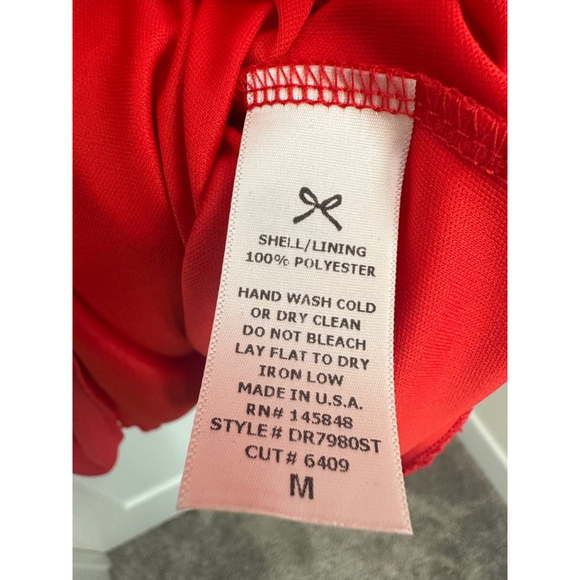 SHELL/LINING
100% POLYESTER
HAND WASH COLD
OR DRY CLEAN
DO NOT BLEACH
LAY FLAT TO DRY
IRON LOW
MADE IN U.S.A.
RN# 145848
STYLE# DR7980ST
CUT# 6409
M